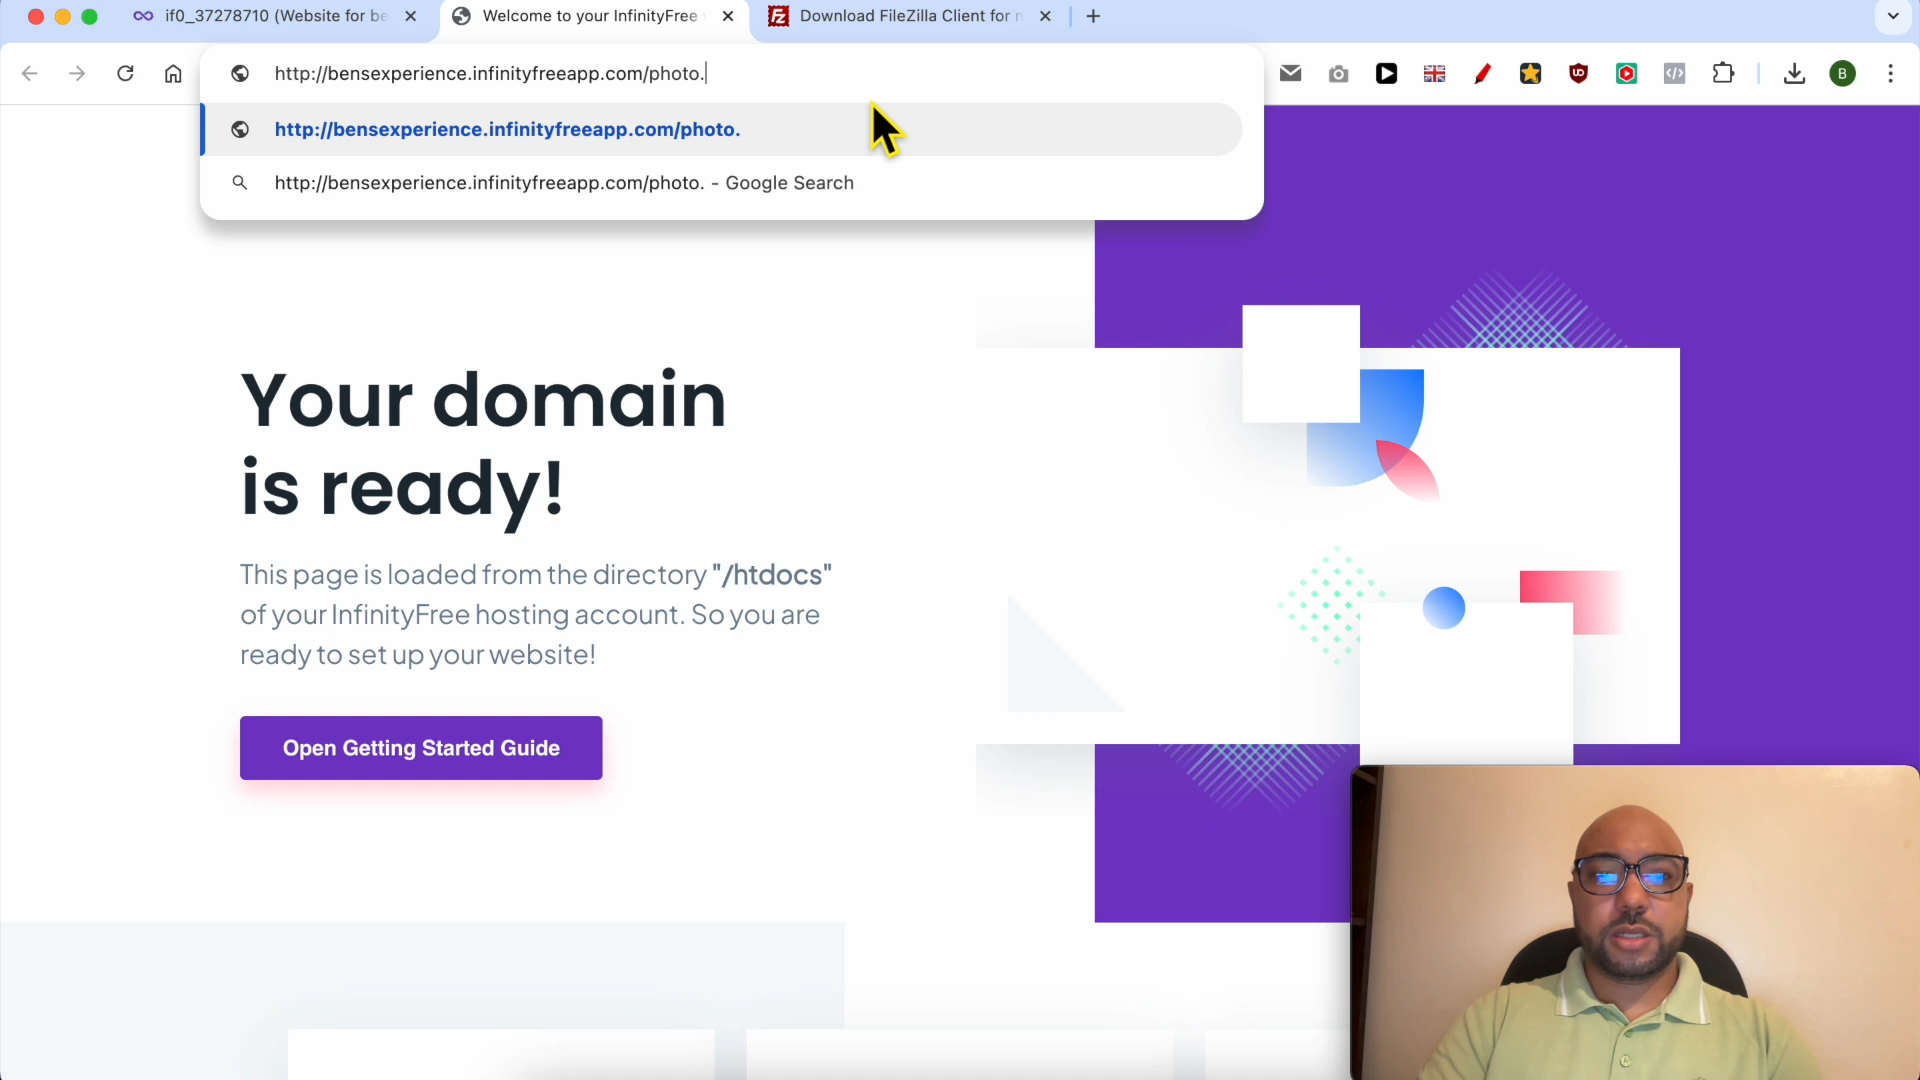 if0_37278710 (Website for be
Welcome to your InfinityFree
Download FileZilla Client for
http://bensexperience.infinityfreeapp.com/photo.
B
http://bensexperience.infinityfreeapp.com/photo.
http://bensexperience.infinityfreeapp.com/photo. - Google Search
Your domain
is ready!
This page is loaded from the directory "/htdocs"
of your InfinityFree hosting account. So you are
ready to set up your website!
Open Getting Started Guide